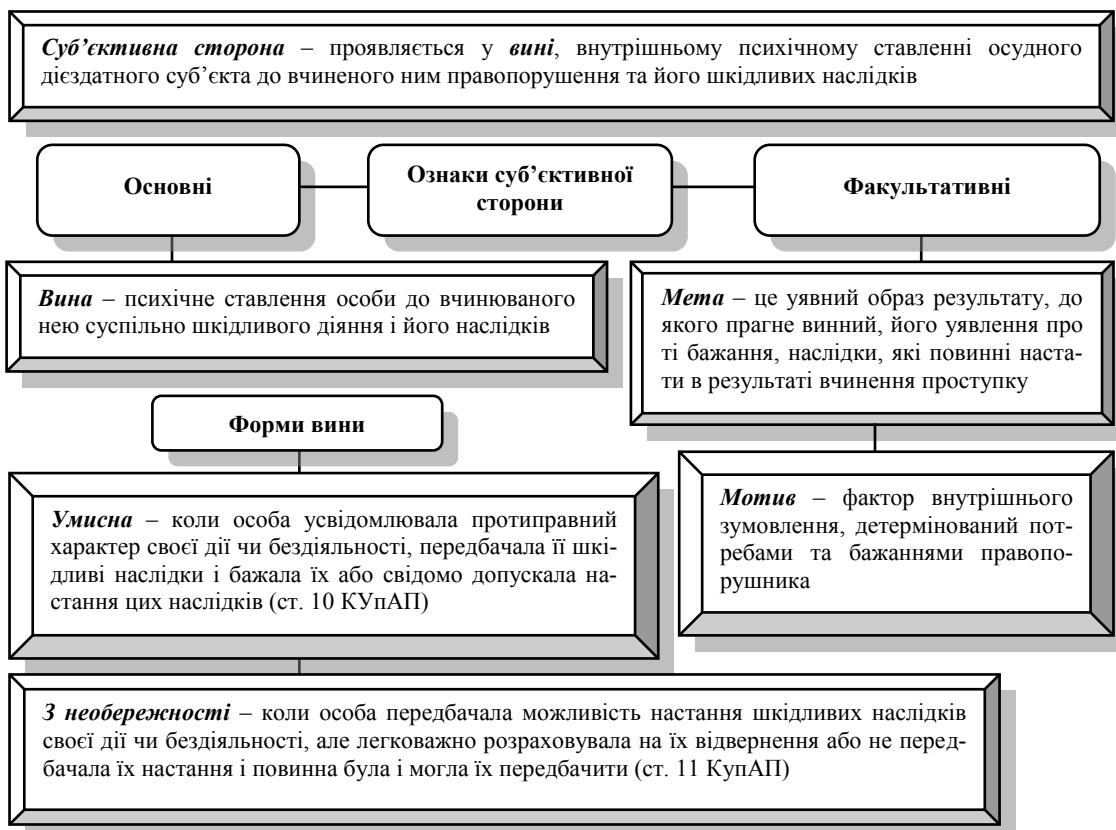 Суб’єктивна сторона – проявляється у вині, внутрішньому психічному ставленні осудного
дієздатного суб’єкта до вчиненого ним правопорушення та його шкідливих наслідків
Основні
Ознаки суб’єктивної
сторони
Факультативні
Вина – психічне ставлення особи до вчинюваного
нею суспільно шкідливого діяння і його наслідків
Мета – це уявний образ результату, до
якого прагне винний, його уявлення про
ті бажання, наслідки, які повинні наста-
ти в результаті вчинення проступку
Форми вини
Умисна – коли особа усвідомлювала протиправний
характер своєї дії чи бездіяльності, передбачала її шкі-
дливі наслідки і бажала їх або свідомо допускала на-
стання цих наслідків (ст. 10 КУпАП)
Мотив – фактор внутрішнього
зумовлення, детермінований пот-
ребами та бажаннями правопо-
рушника
З необережності – коли особа передбачала можливість настання шкідливих наслідків
своєї дії чи бездіяльності, але легковажно розраховувала на їх відвернення або не перед-
бачала їх настання і повинна була і могла їх передбачити (ст. 11 КупАП)